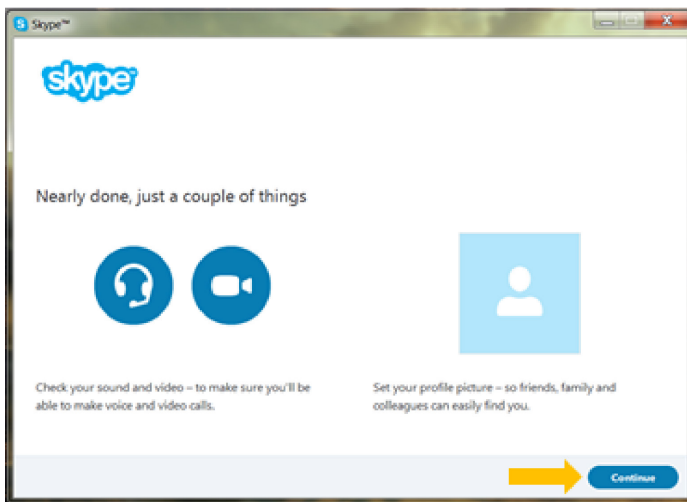 Skype™
skype™
Nearly done, just a couple of things
Check your sound and video – to make sure you'll be
able to make voice and video calls.
Set your profile picture – so friends, family and
colleagues can easily find you.
Continue